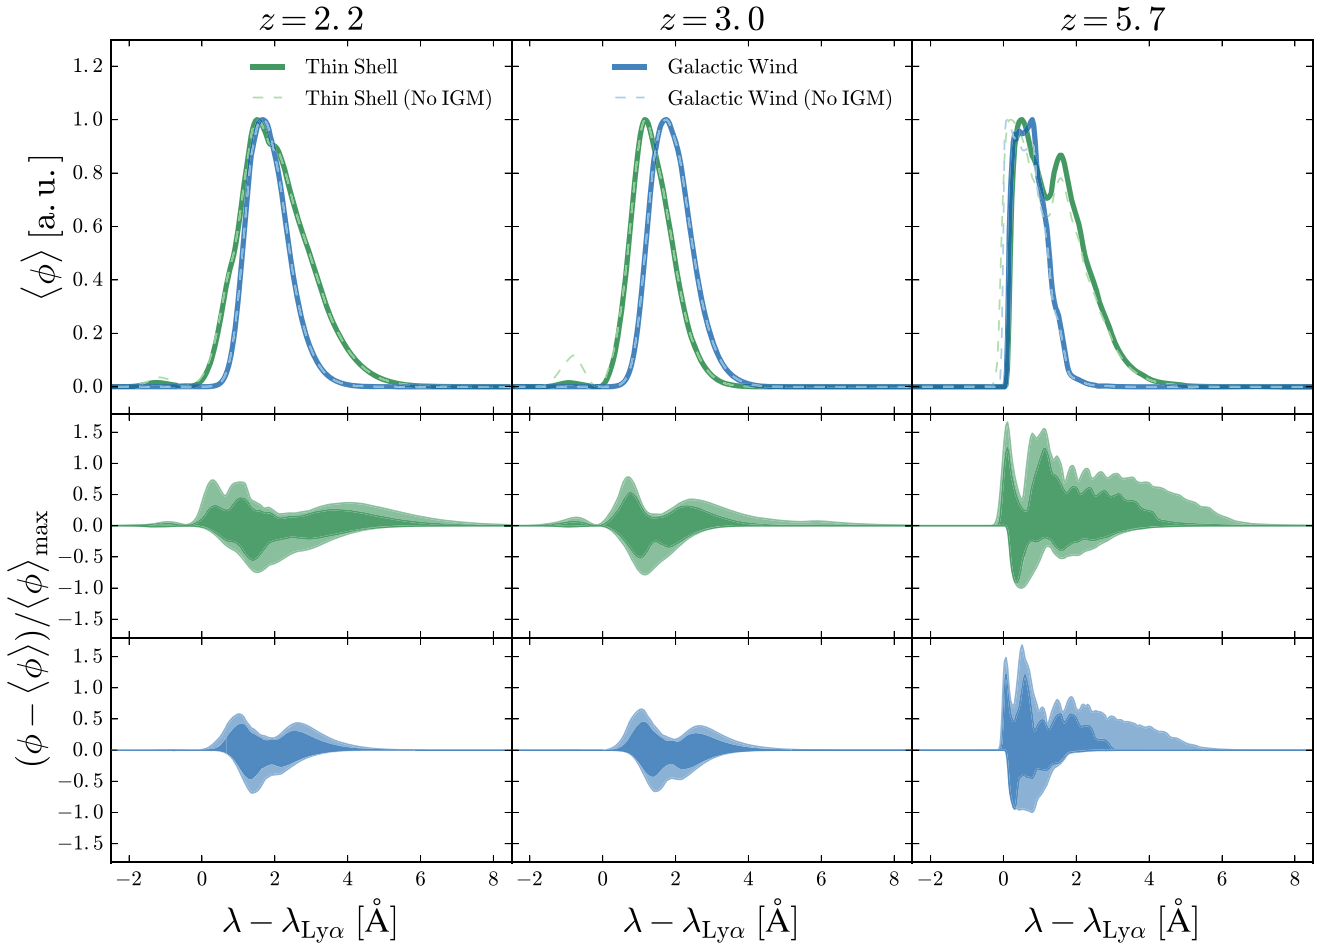 z = 2.2 z = 3.0 z = 5.7
Thin Shell
Thin Shell (No IGM)
Galactic Wind
Galactic Wind (No IGM)
⟨ϕ⟩ [a. u.]
1.2
1.0
0.8
0.6
0.4
0.2
0.0
(ϕ − ⟨ϕ⟩)/⟨ϕ⟩max
1.5
1.0
0.5
0.0
−0.5
−1.0
−1.5
1.5
1.0
0.5
0.0
−0.5
−1.0
−1.5
−2 0 2 4 6 8 −2 0 2 4 6 8 −2 0 2 4 6 8
λ − λLyα [Å] λ − λLyα [Å] λ − λLyα [Å]